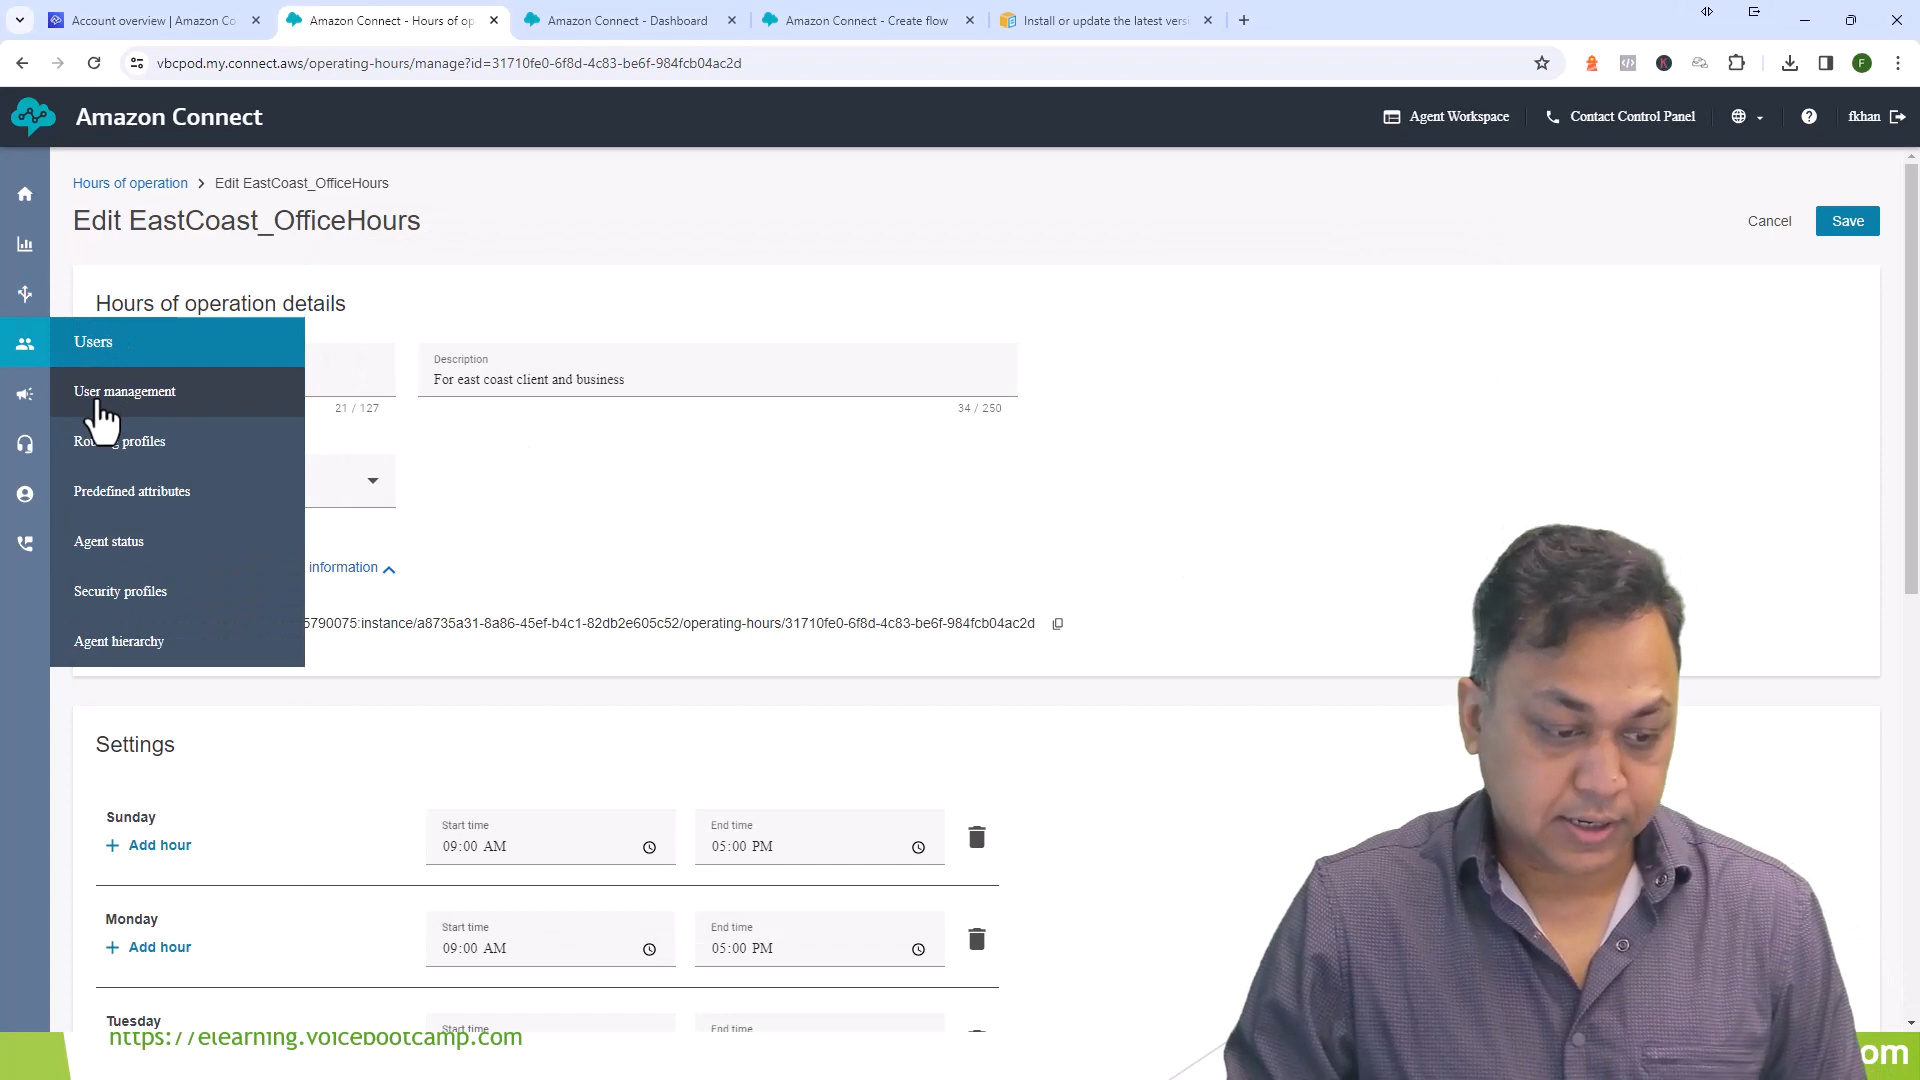 Account overview | Amazon Co
Amazon Connect - Hours of op
Amazon Connect - Dashboard
Amazon Connect - Create flow
Install or update the latest versi
vbcpod.my.connect.aws/operating-hours/manage?id=31710fe0-6f8d-4c83-be6f-984fcb04ac2d
F
Amazon Connect
Agent Workspace
Contact Control Panel
fkhan
Hours of operation
Edit EastCoast_OfficeHours
Edit EastCoast_OfficeHours
Cancel
Save
Hours of operation details
Users
User management
Description
For east coast client and business
21 / 127
34 / 250
profiles
Predefined attributes
Agent status
information
Security profiles
5790075:instance/a8735a31-8a86-45ef-b4c1-82db2e605c52/operating-hours/31710fe0-6f8d-4c83-be6f-984fcb04ac2d
Agent hierarchy
Settings
Sunday
Add hour
Start time
09:00 AM
End time
05:00 PM
Monday
Add hour
Start time
09:00 AM
End time
05:00 PM
Tuesday
Start time
End time
https://elearning.voicebootcamp.com
om